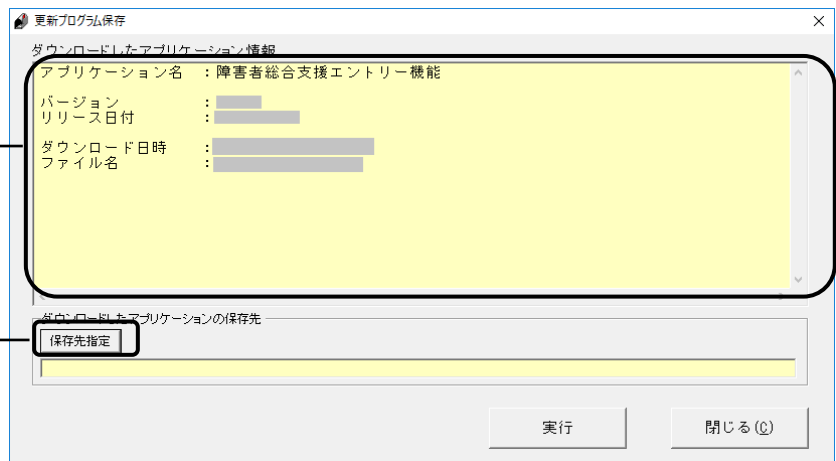 更新プログラム保存
ダウンロードしたアプリケーション情報
アプリケーション名 :障害者総合支援エントリー機能
バージョン :
リリース日付 :
ダウンロード日時 :
ファイル名 :
ダウンロードしたアプリケーションの保存先
保存先指定
実行 閉じる(C)